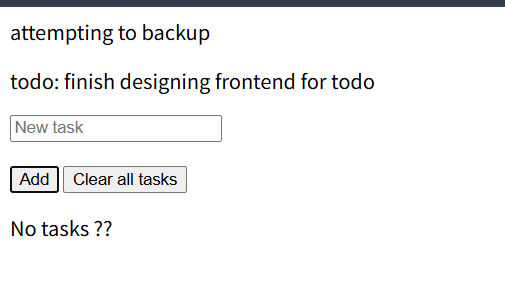 attempting to backup
todo: finish designing frontend for todo
New task
Add Clear all tasks
No tasks ??